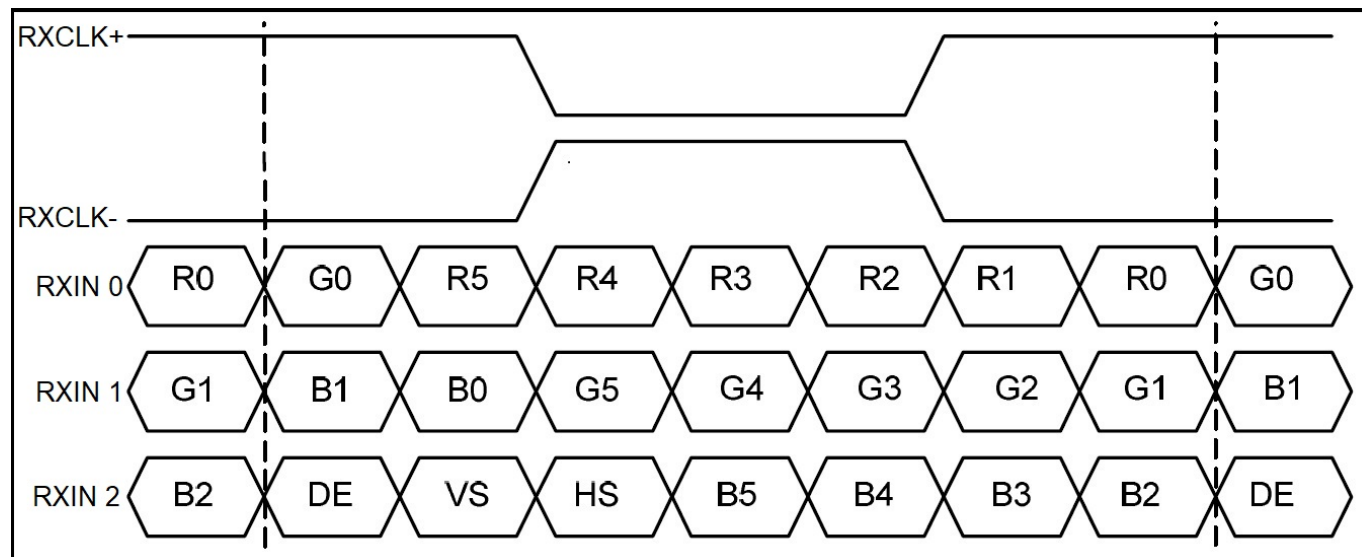 RXCLK+
RXCLK-
RXIN 0 R0 G0 R5 R4 R3 R2 R1 R0 G0
RXIN 1 G1 B1 B0 G5 G4 G3 G2 G1 B1
RXIN 2 B2 DE VS HS B5 B4 B3 B2 DE